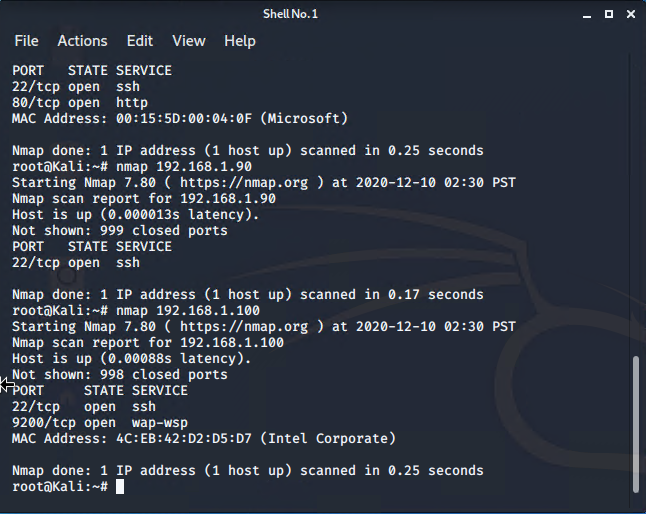 Shell No. 1
File Actions Edit View Help
PORT   STATE SERVICE
22/tcp open  ssh
80/tcp open  http
MAC Address: 00:15:5D:00:04:0F (Microsoft)
Nmap done: 1 IP address (1 host up) scanned in 0.25 seconds
root@Kali:~# nmap 192.168.1.90
Starting Nmap 7.80 ( https://nmap.org ) at 2020-12-10 02:30 PST
Nmap scan report for 192.168.1.90
Host is up (0.000013s latency).
Not shown: 999 closed ports
PORT   STATE SERVICE
22/tcp open  ssh
Nmap done: 1 IP address (1 host up) scanned in 0.17 seconds
root@Kali:~# nmap 192.168.1.100
Starting Nmap 7.80 ( https://nmap.org ) at 2020-12-10 02:30 PST
Nmap scan report for 192.168.1.100
Host is up (0.00088s latency).
Not shown: 998 closed ports
PORT     STATE SERVICE
22/tcp   open  ssh
9200/tcp open  wap-wsp
MAC Address: 4C:EB:42:D2:D5:D7 (Intel Corporate)
Nmap done: 1 IP address (1 host up) scanned in 0.25 seconds
root@Kali:~#